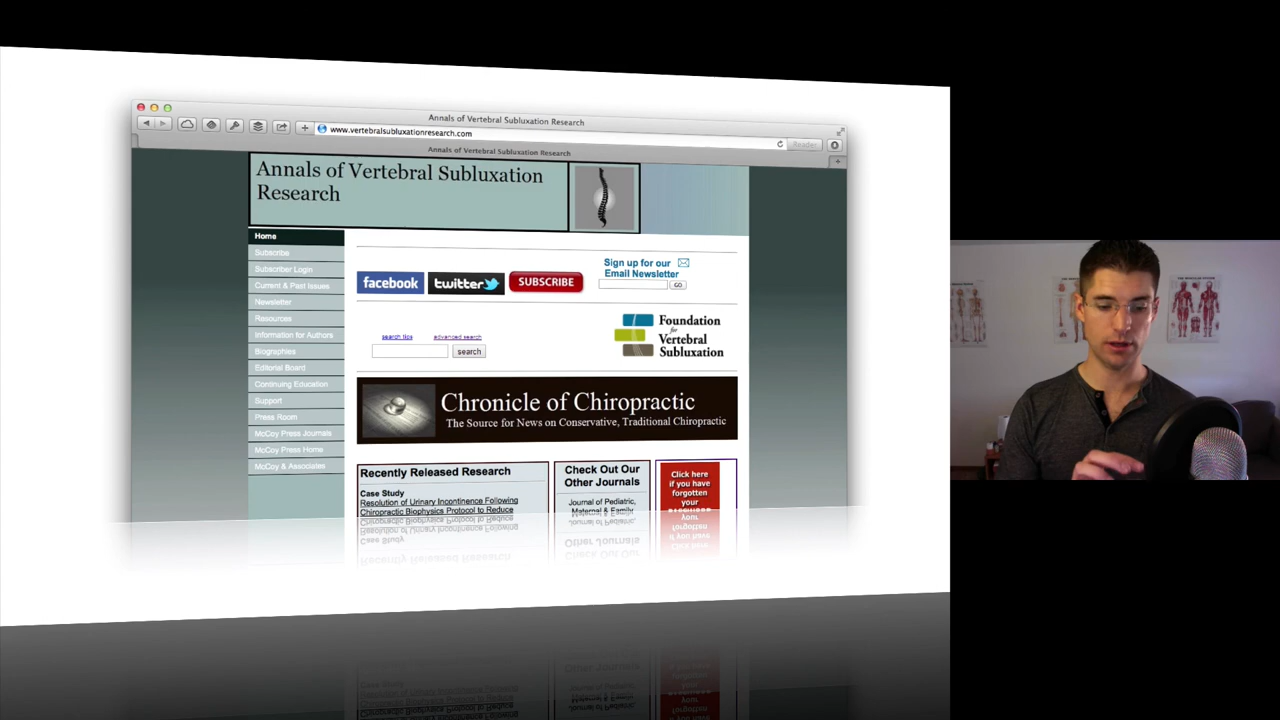 Annals of Vertebral Subluxation Research
www.vertebralsubluxationresearch.com
Reader
Annals of Vertebral Subluxation Research
Annals of Vertebral Subluxation
Research
Home
Subscribe
Subscriber Login
Current & Past Issues
Newsletter
Resources
Information for Authors
Biographies
Editorial Board
Continuing Education
Support
Press Room
McCoy Press Journals
McCoy Press Home
McCoy & Associates
facebook
twitter
SUBSCRIBE
Sign up for our
Email Newsletter
GO
search tips
advanced search
search
Foundation
for
Vertebral
Subluxation
Chronicle of Chiropractic
The Source for News on Conservative, Traditional Chiropractic
Recently Released Research
Case Study
Resolution of Urinary Incontinence Following
Chiropractic Biophysics Protocol to Reduce
Check Out Our
Other Journals
Journal of Pediatric,
Maternal & Family
Click here
if you have
forgotten
your